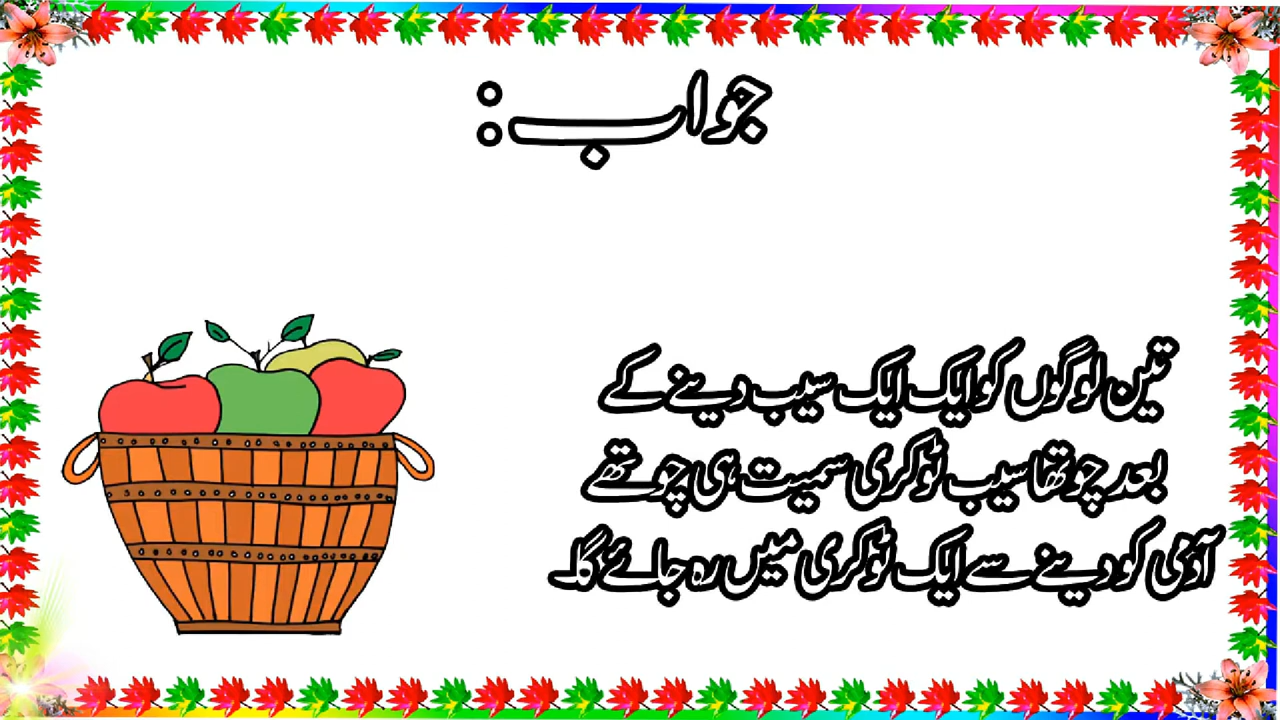 جواب:
تین لوگوں کو ایک ایک سیب دینے کے
بعد چوتھا سیب ٹوکری سمیت ہی چوتھے
آدمی کو دینے سے ایک ٹوکری میں رہ جائے گا۔